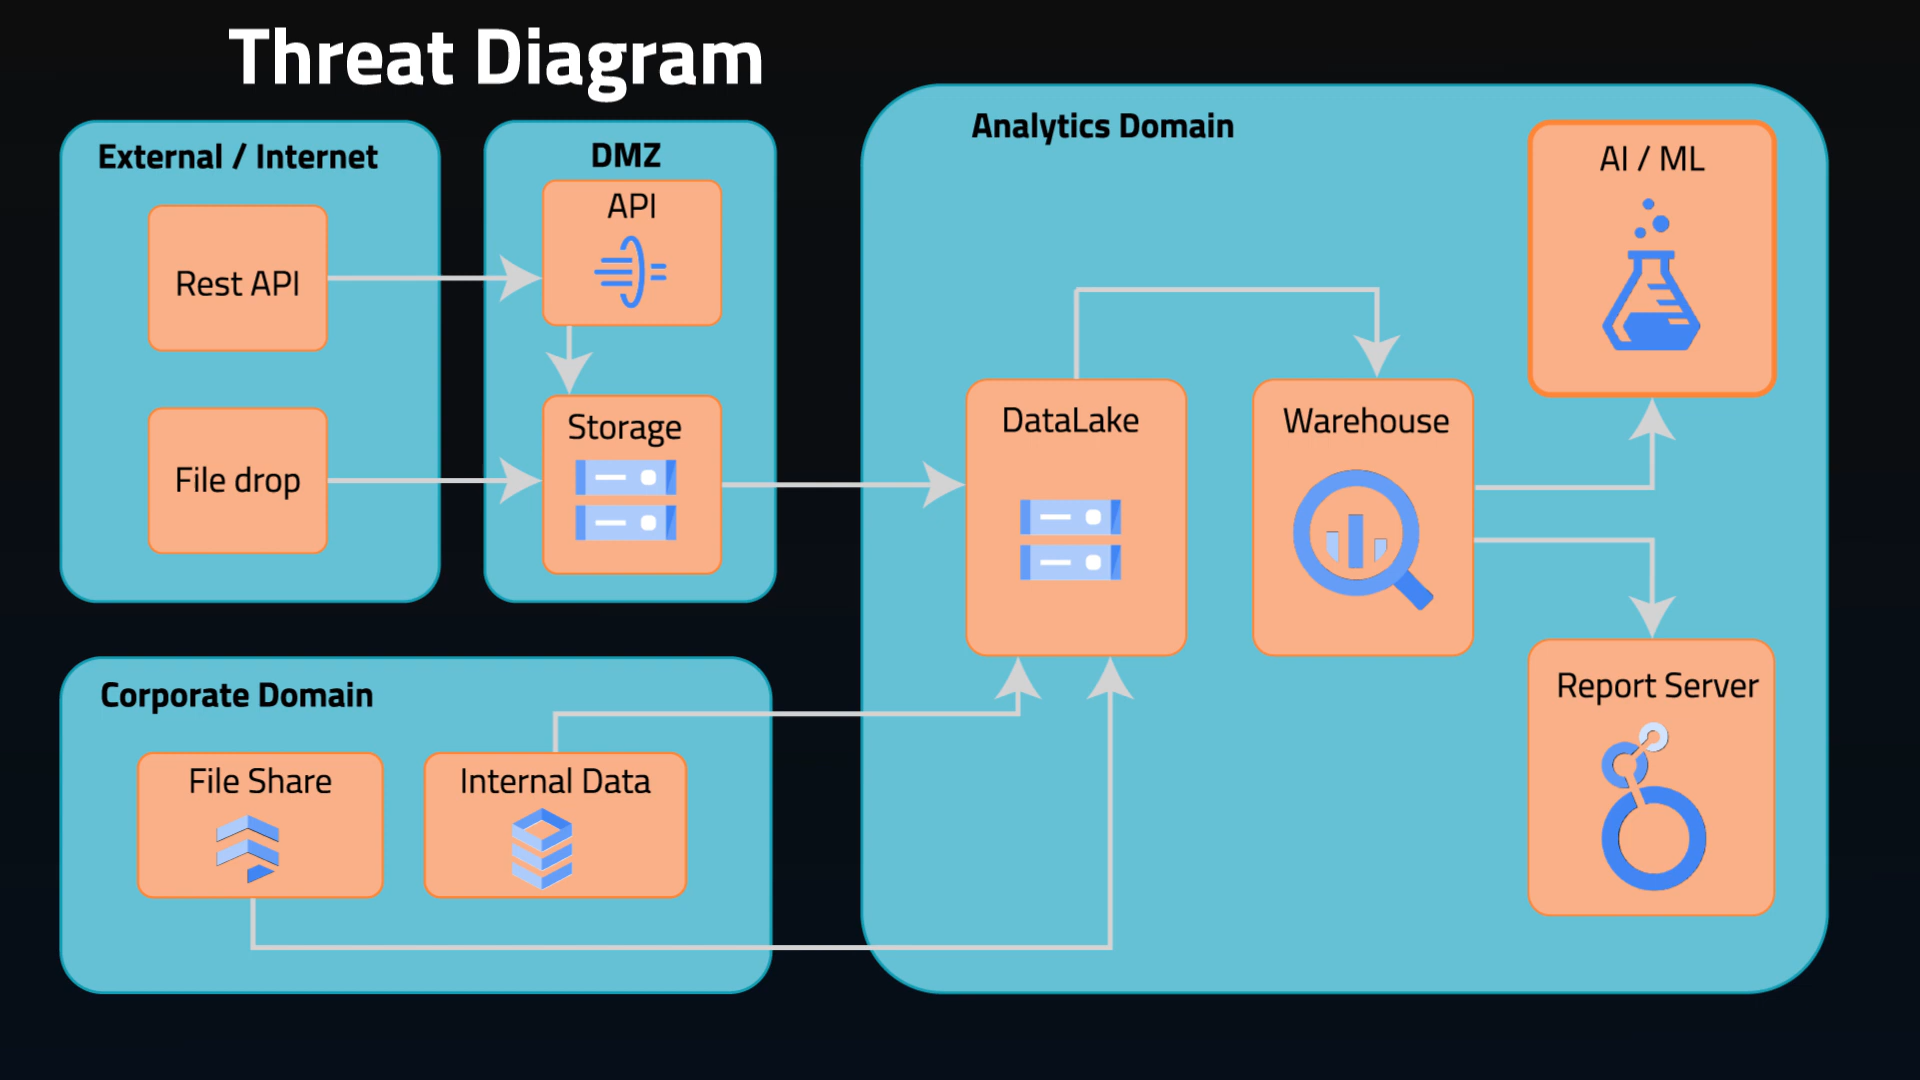 Threat Diagram
External / Internet
Rest API
File drop
DMZ
API
Storage
Corporate Domain
File Share
Internal Data
Analytics Domain
DataLake
Warehouse
AI / ML
Report Server